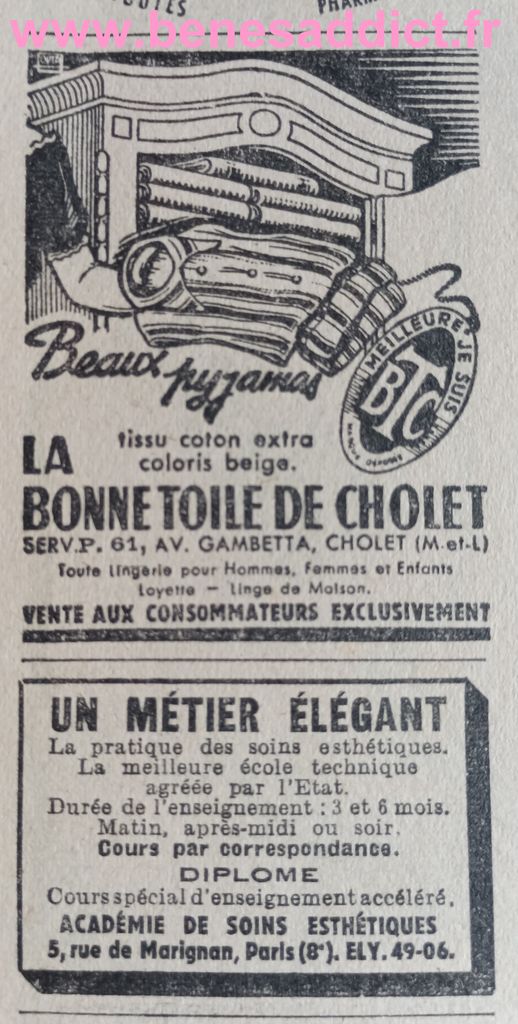 OUTES PHARM
www.benesaddict.fr
Beaux pyjamas
MEILLEURE JE SUIS
BTC
MARQUE DÉPOSÉE
tissu coton extra
coloris beige.
LA
BONNE TOILE DE CHOLET
SERV.P. 61, AV. GAMBETTA, CHOLET (M.et-L)
Toute lingerie pour Hommes, Femmes et Enfants
Layette — Linge de Maison.
VENTE AUX CONSOMMATEURS EXCLUSIVEMENT
UN MÉTIER ÉLÉGANT
La pratique des soins esthétiques.
La meilleure école technique
agréée par l'Etat.
Durée de l'enseignement : 3 et 6 mois.
Matin, après-midi ou soir.
Cours par correspondance.
DIPLOME
Cours spécial d'enseignement accéléré.
ACADÉMIE DE SOINS ESTHÉTIQUES
5, rue de Marignan, Paris (8e). ELY. 49-06.